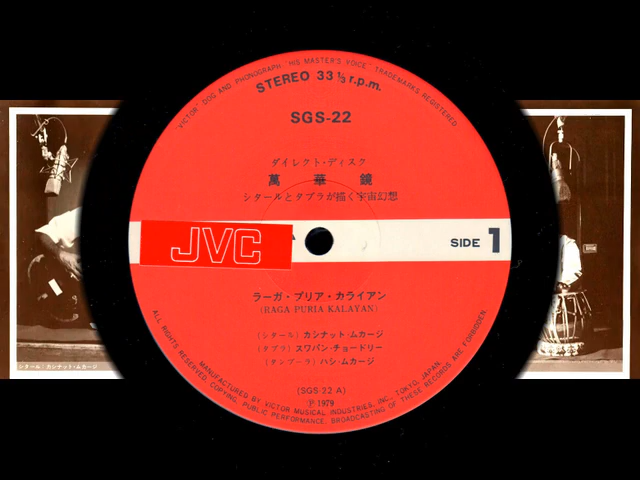 "VICTOR" DOG AND PHONOGRAPH, HIS MASTER'S VOICE" TRADEMARKS REGISTERED.
STEREO 33 1/3 r.p.m.
SGS-22
ダイレクト・ディスク
萬華鏡
シタールとタブラが描く宇宙幻想
JVC
SIDE 1
ラーガ・プリア・カライアン
(RAGA PURIA KALAYAN)
(シタール) カシナット・ムカージ
(タブラ) スワパン・チョードリー
(タンブーラ) ハシ・ムカージ
(SGS-22 A)
Ⓟ 1979
ALL RIGHTS RESERVED. MANUFACTURED BY VICTOR MUSICAL INDUSTRIES, INC., TOKYO, JAPAN.
COPYING, PUBLIC PERFORMANCE, BROADCASTING OF THESE RECORDS ARE FORBIDDEN.
シタール：カシナット・ムカージ